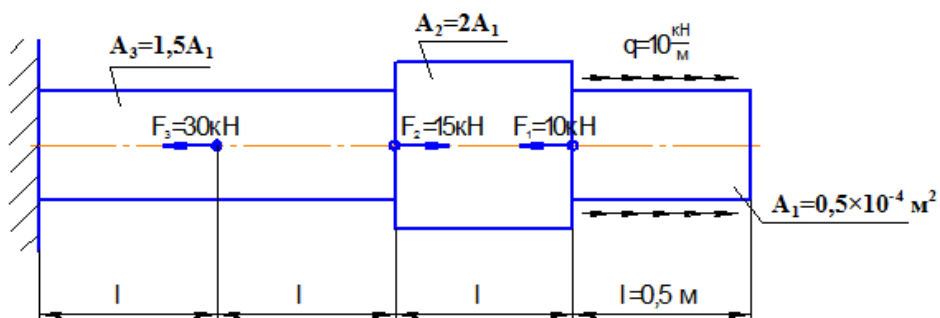 A₂=2A₁
q=10 кН/м
A₃=1,5A₁
F₃=30кН
F₂=15кН
F₁=10кН
A₁=0,5×10⁻⁴ м²
l
l
l
l=0,5 м